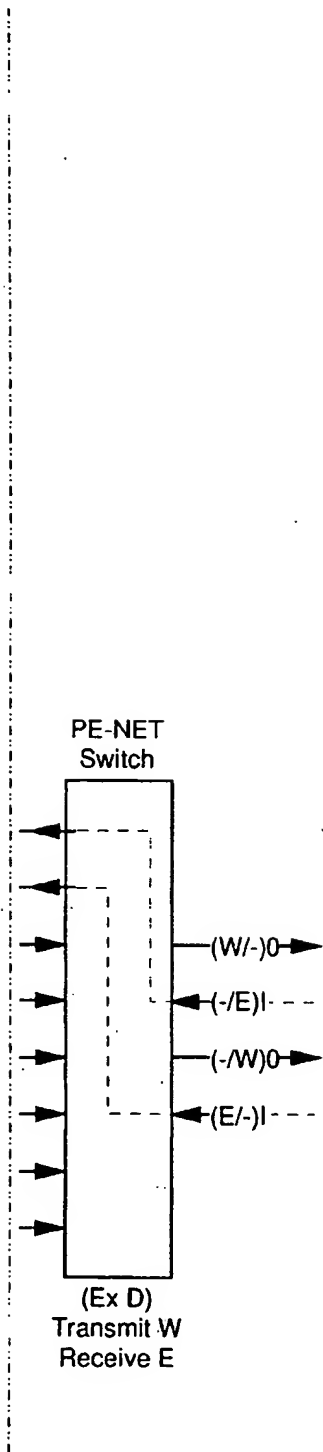 PE-NET
Switch
(W/-)0
(-/E)I
(-/W)0
(E/-)I
(Ex D)
Transmit W
Receive E